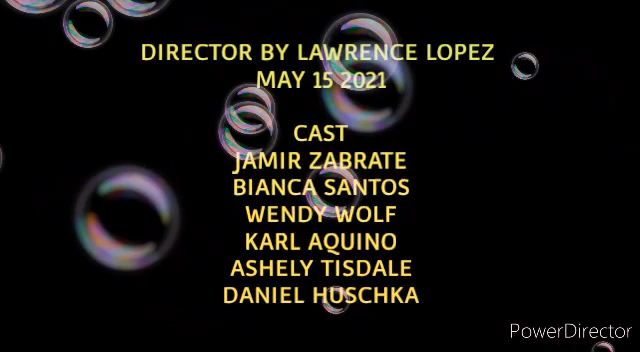 DIRECTOR BY LAWRENCE LOPEZ
MAY 15 2021
CAST
JAMIR ZABRATE
BIANCA SANTOS
WENDY WOLF
KARL AQUINO
ASHELY TISDALE
DANIEL HUSCHKA
PowerDirector